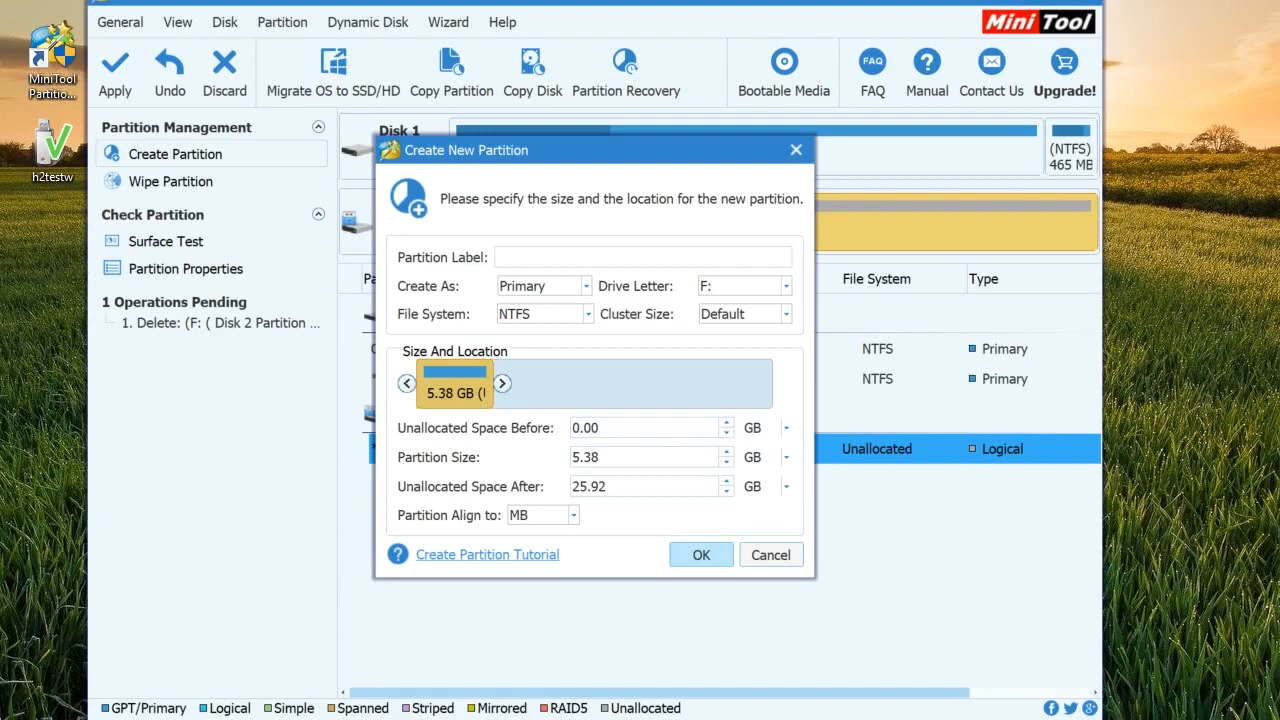 General View Disk Partition Dynamic Disk Wizard Help
Mini Tool
Apply Undo Discard Migrate OS to SSD/HD Copy Partition Copy Disk Partition Recovery Bootable Media FAQ FAQ Manual Contact Us Upgrade!
MiniTool
Partitio...
h2testw
Partition Management
Create Partition
Wipe Partition
Check Partition
Surface Test
Partition Properties
1 Operations Pending
1. Delete: (F: ( Disk 2 Partition ...
Disk 1
(NTFS)
465 MB
Create New Partition
Please specify the size and the location for the new partition.
Partition Label:
Create As: Primary Drive Letter: F:
File System: NTFS Cluster Size: Default
Size And Location
5.38 GB
Unallocated Space Before: 0.00 GB
Partition Size: 5.38 GB
Unallocated Space After: 25.92 GB
Partition Align to: MB
Create Partition Tutorial OK Cancel
File System Type
NTFS Primary
NTFS Primary
Unallocated Logical
GPT/Primary Logical Simple Spanned Striped Mirrored RAID5 Unallocated